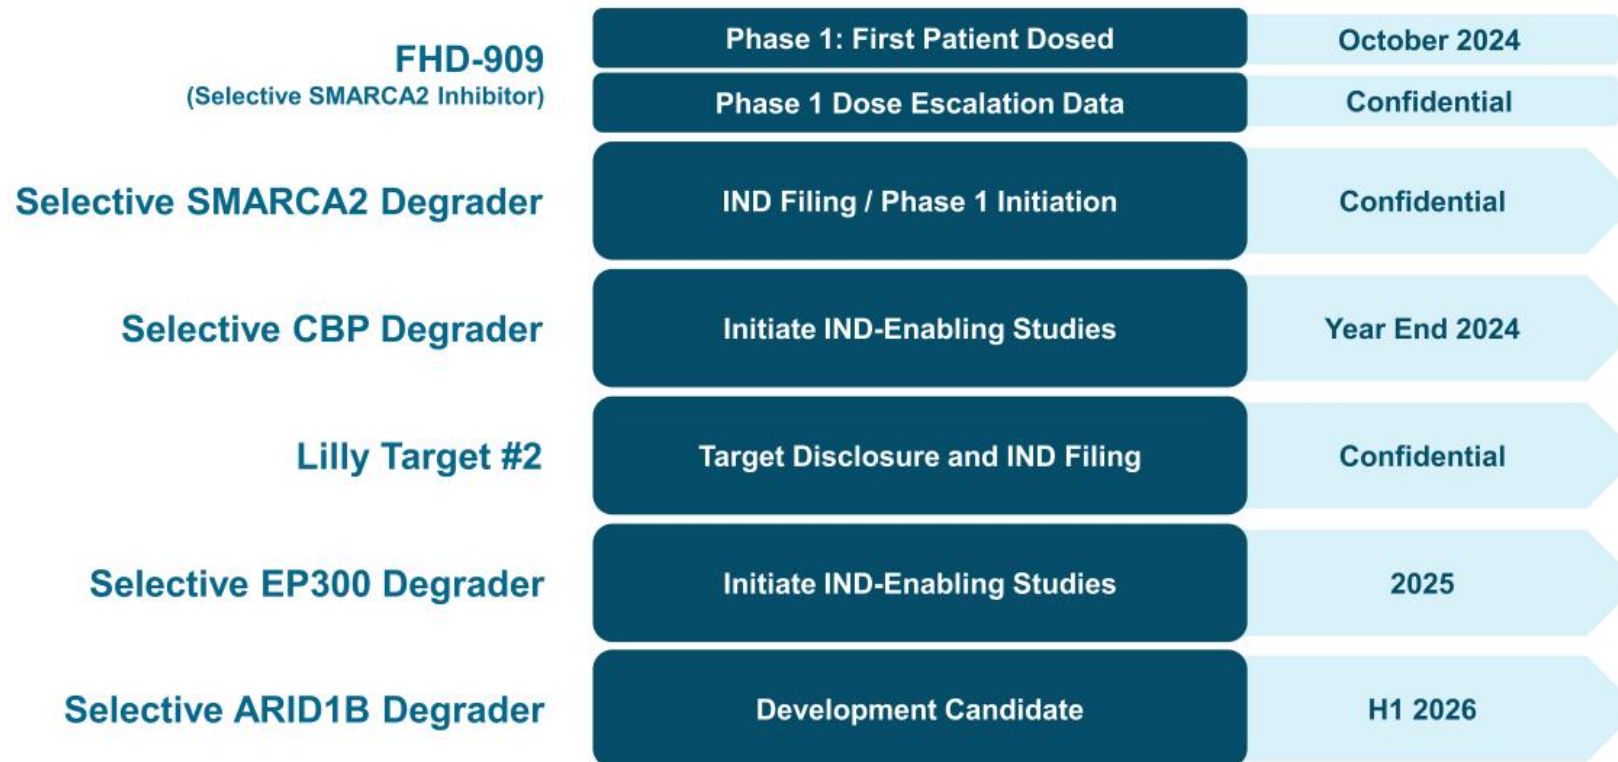 FHD-909
(Selective SMARCA2 Inhibitor)
Phase 1: First Patient Dosed
October 2024
Phase 1 Dose Escalation Data
Confidential
Selective SMARCA2 Degrader
IND Filing / Phase 1 Initiation
Confidential
Selective CBP Degrader
Initiate IND-Enabling Studies
Year End 2024
Lilly Target #2
Target Disclosure and IND Filing
Confidential
Selective EP300 Degrader
Initiate IND-Enabling Studies
2025
Selective ARID1B Degrader
Development Candidate
H1 2026